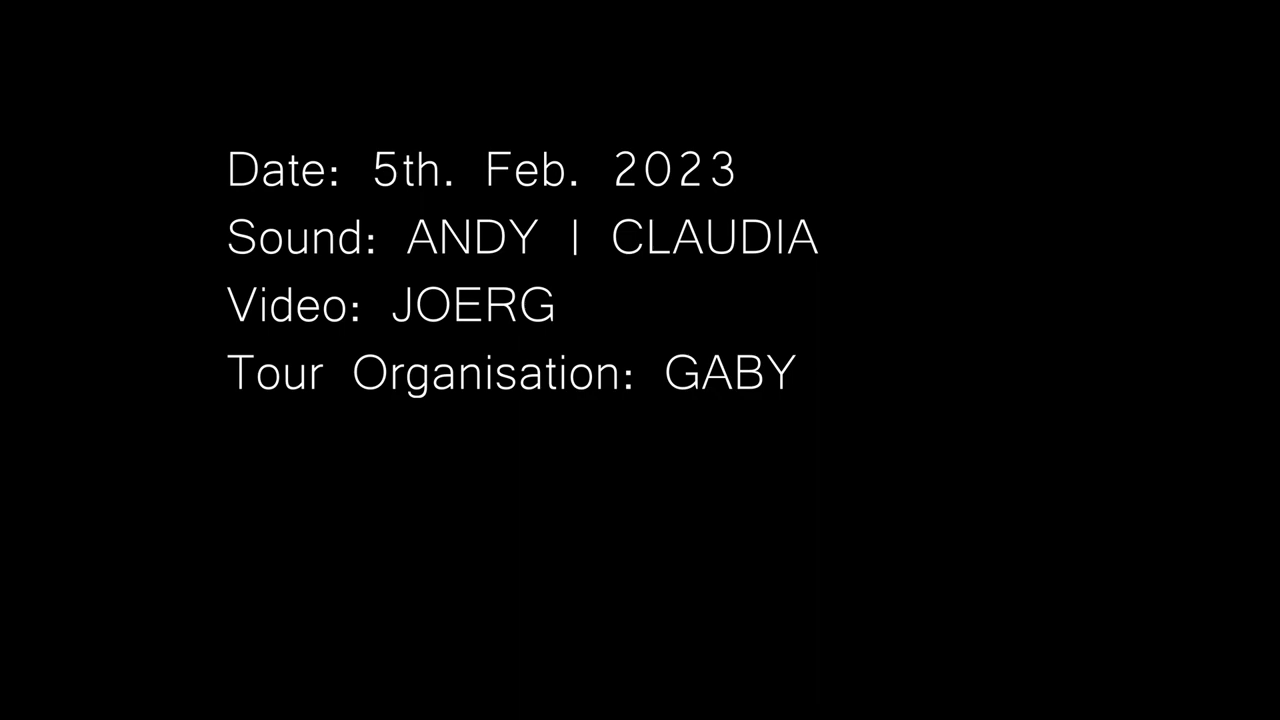 Date: 5th. Feb. 2023
Sound: ANDY | CLAUDIA
Video: JOERG
Tour Organisation: GABY